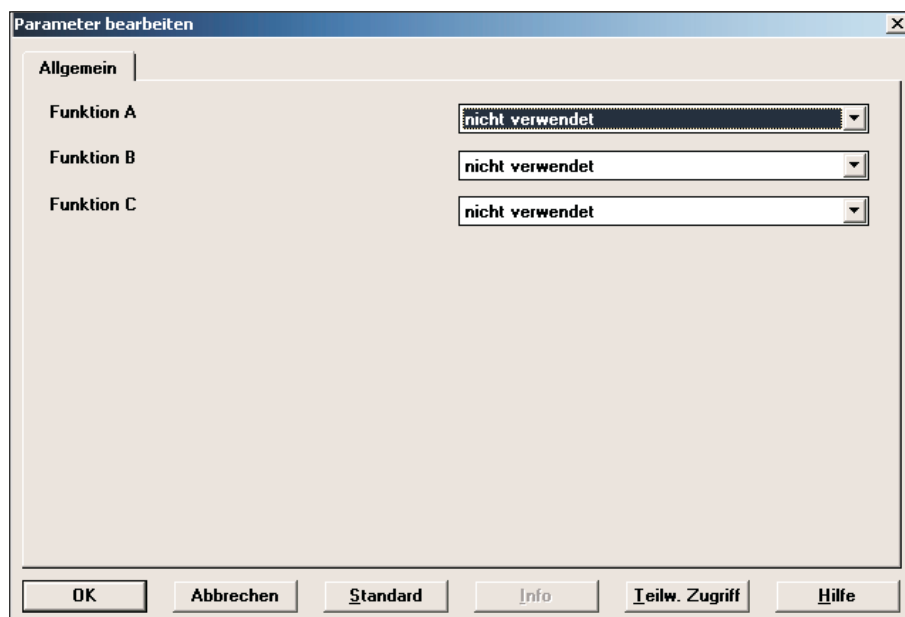 Parameter bearbeiten
Allgemein
Funktion A nicht verwendet
Funktion B nicht verwendet
Funktion C nicht verwendet
OK Abbrechen Standard Info Teilw. Zugriff Hilfe